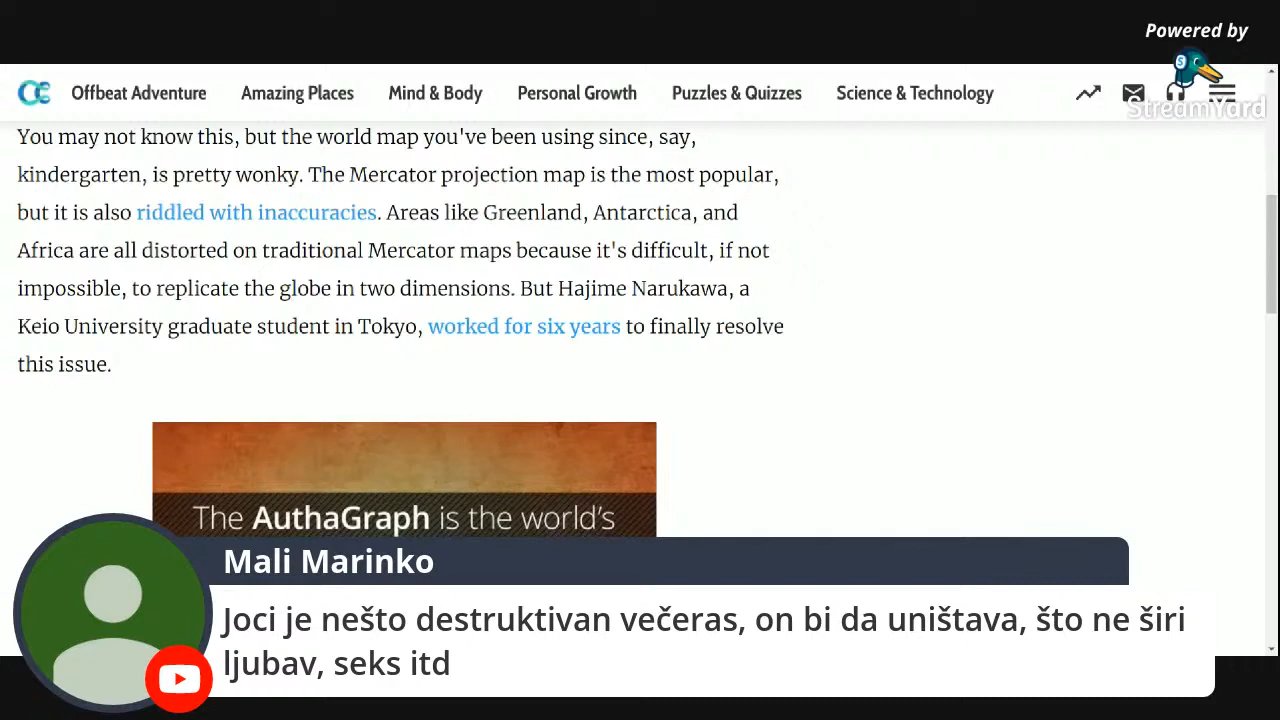 Powered by
StreamYard
Offbeat Adventure Amazing Places Mind & Body Personal Growth Puzzles & Quizzes Science & Technology
You may not know this, but the world map you've been using since, say,
kindergarten, is pretty wonky. The Mercator projection map is the most popular,
but it is also riddled with inaccuracies. Areas like Greenland, Antarctica, and
Africa are all distorted on traditional Mercator maps because it's difficult, if not
impossible, to replicate the globe in two dimensions. But Hajime Narukawa, a
Keio University graduate student in Tokyo, worked for six years to finally resolve
this issue.
The AuthaGraph is the world's
Mali Marinko
Joci je nešto destruktivan večeras, on bi da uništava, što ne širi
ljubav, seks itd